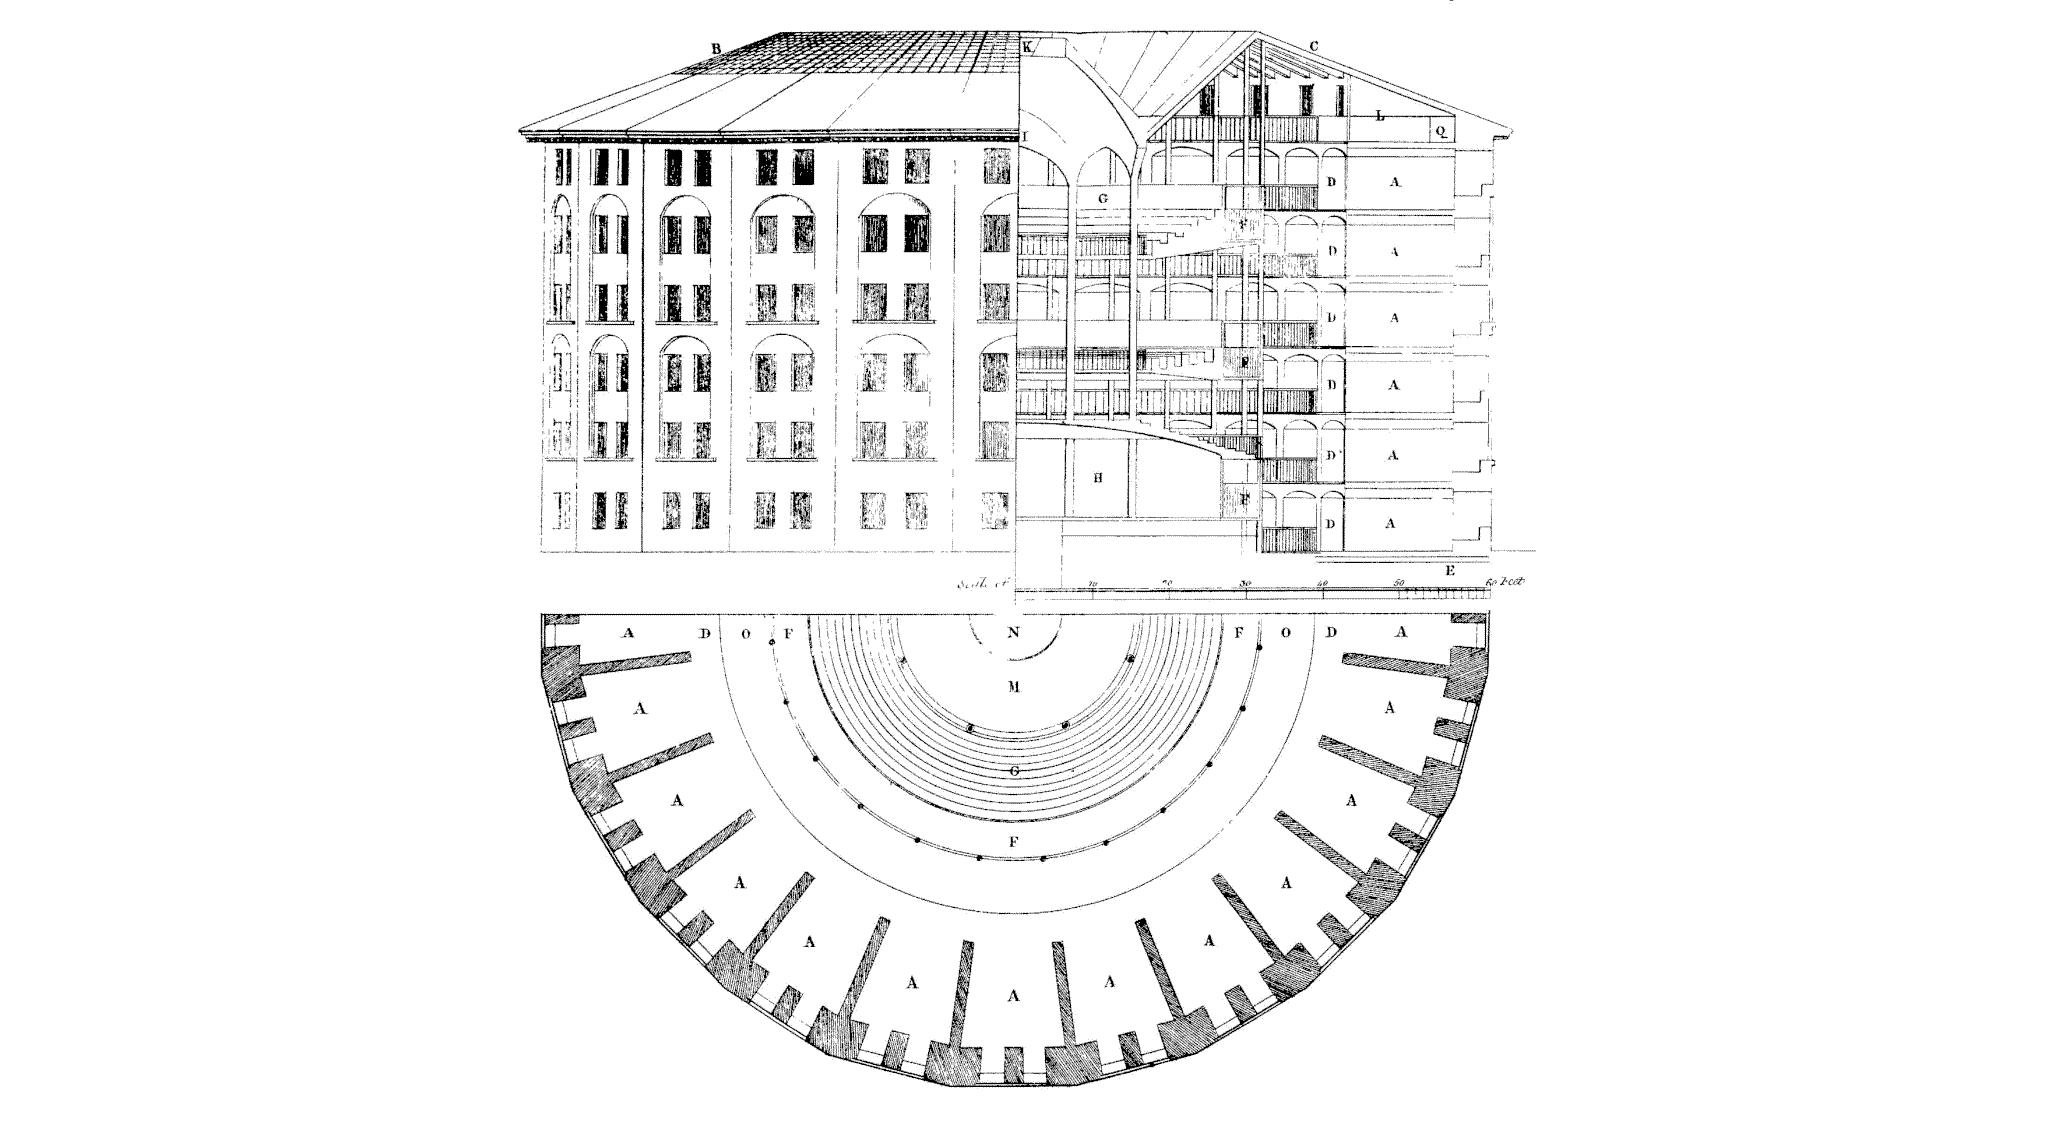 B K C
I L Q
G D A
F D A
D A
F D A
H D A
F D A
E
Scale of 10 20 30 40 50 60 Feet
A D O F N F O D A
M
A A
G
A A
F
A A
A A
A A
A